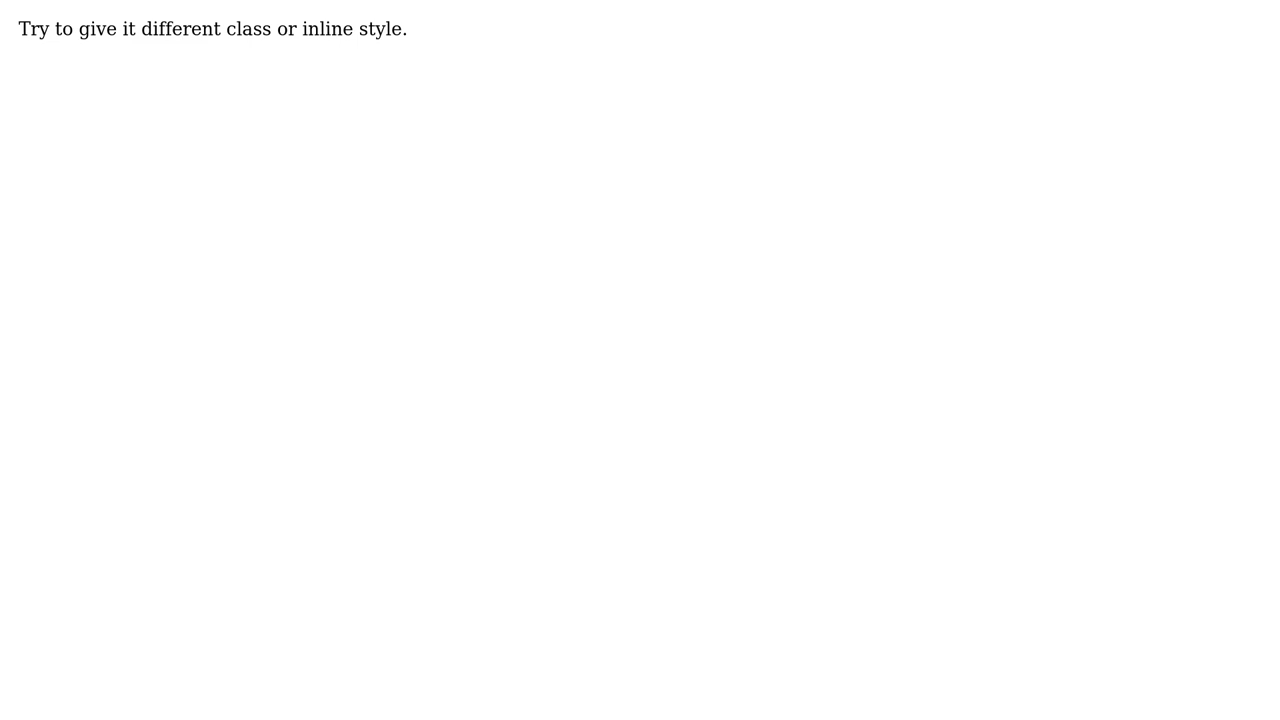 Try to give it different class or inline style.